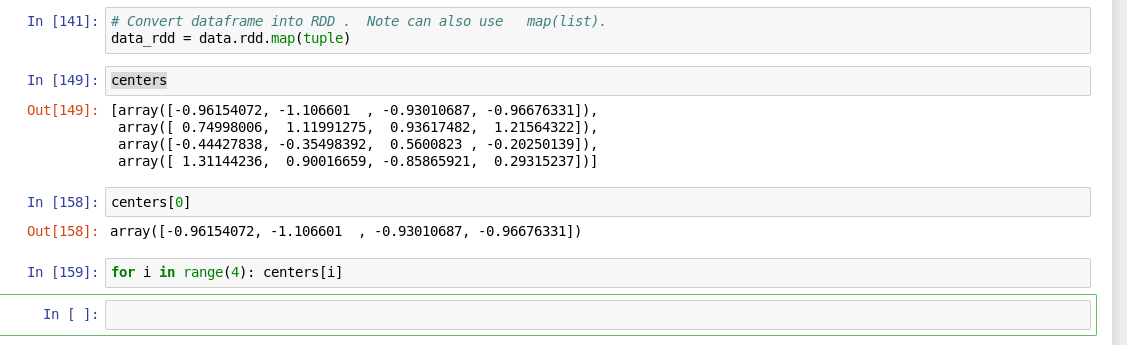 In [141]: # Convert dataframe into RDD .  Note can also use   map(list).
data_rdd = data.rdd.map(tuple)
In [149]: centers
Out[149]: [array([-0.96154072, -1.106601  , -0.93010687, -0.96676331]),
 array([ 0.74998006,  1.11991275,  0.93617482,  1.21564322]),
 array([-0.44427838, -0.35498392,  0.5600823 , -0.20250139]),
 array([ 1.31144236,  0.90016659, -0.85865921,  0.29315237])]
In [158]: centers[0]
Out[158]: array([-0.96154072, -1.106601  , -0.93010687, -0.96676331])
In [159]: for i in range(4): centers[i]
In [ ]: